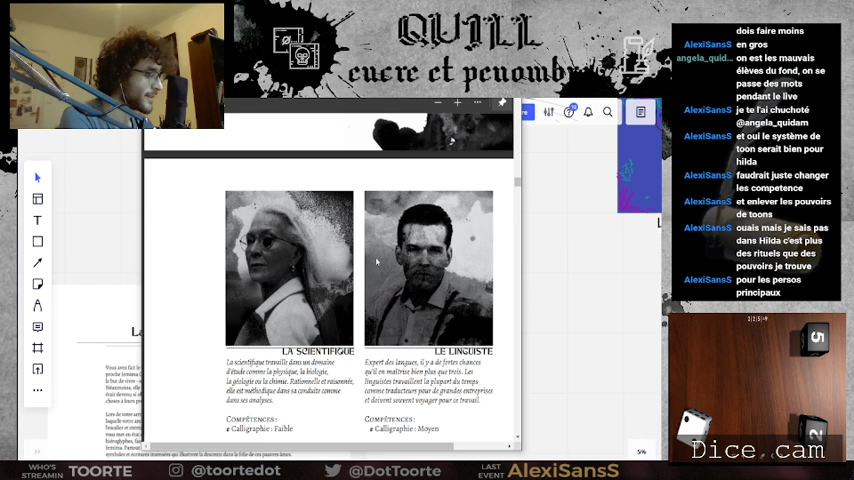 QUILL
encre et penomb
dois faire moins
AlexiSansS en gros
angela_quid... on est les mauvais
élèves du fond, on se
passe des mots
pendant le live
AlexiSansS je te l'ai chuchoté
@angela_quidam
AlexiSansS et oui le système de
toon serait bien pour
hilda
AlexiSansS faudrait juste changer
les competence
AlexiSansS et enlever les pouvoirs
de toons
AlexiSansS ouais mais je sais pas
dans Hilda c'est plus
des rituels que des
pouvoirs je trouve
AlexiSansS pour les persos
principaux
LA SCIENTIFIQUE
La scientifique travaille dans un domaine
d'étude comme la physique, la biologie,
la géologie ou la chimie. Rationnelle et raisonnée,
elle est méthodique dans sa conduite comme
dans ses analyses.
COMPÉTENCES:
Calligraphie : Faible
LE LINGUISTE
Expert des langues, il y a de fortes chances
qu'il en maîtrise bien plus que trois. Les
linguistes travaillent la plupart du temps
comme traducteurs pour de grandes entreprises
et doivent souvent voyager pour ce travail.
COMPÉTENCES:
Calligraphie : Moyen
5%
5
2
Dice cam
WHO'S
STREAMIN
TOORTE
@toortedot
@DotToorte
LAST
EVENT
AlexiSansS